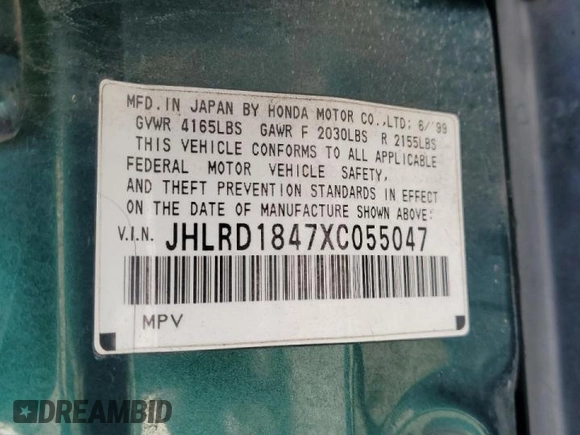 MFD. IN JAPAN BY HONDA MOTOR CO.,LTD; 6/'99
GVWR 4165LBS GAWR F 2030LBS R 2155LBS
THIS VEHICLE CONFORMS TO ALL APPLICABLE
FEDERAL MOTOR VEHICLE SAFETY,
AND THEFT PREVENTION STANDARDS IN EFFECT
ON THE DATE OF MANUFACTURE SHOWN ABOVE:
V.I.N. JHLRD1847XC055047
MPV
DREAMBID